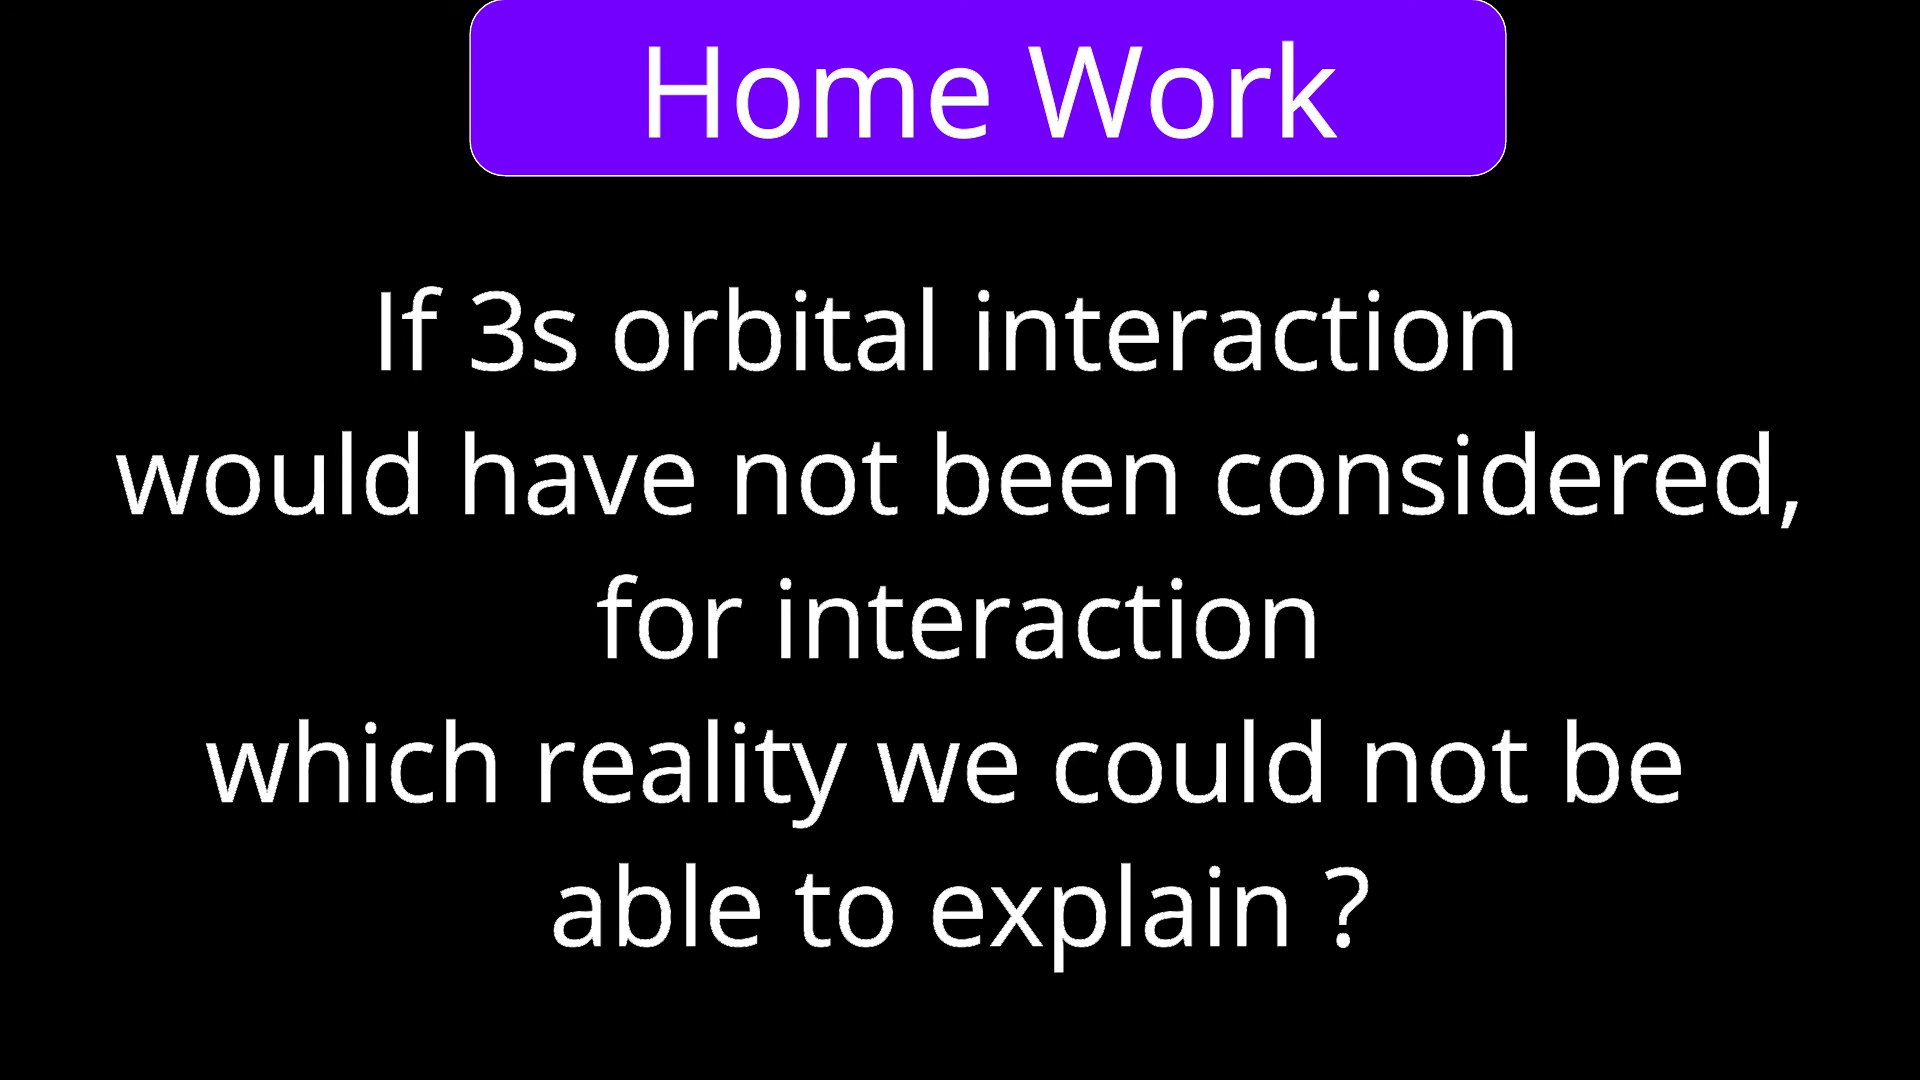 Home Work
If 3s orbital interaction
would have not been considered,
for interaction
which reality we could not be
able to explain ?